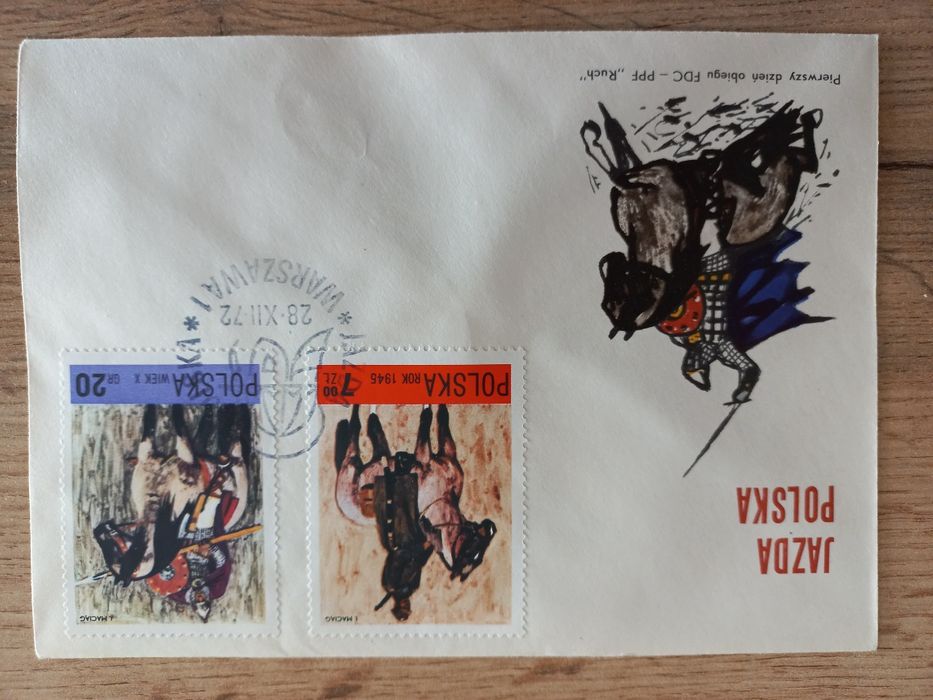 JAZDA
POLSKA
Pierwszy dzień obiegu FDC – PPF „Ruch”
J. MACIĄG
POLSKA ROK 1945 7.00 ZŁ
J. MACIĄG
POLSKA WIEK X 20 GR
* WARSZAWA 1 *
28·XII·72
JAZDA